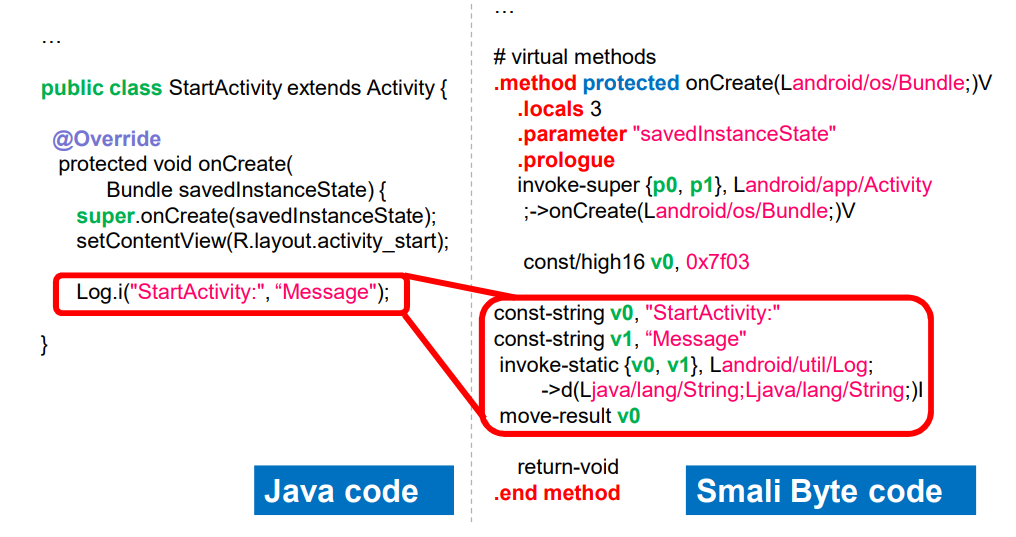 …
public class StartActivity extends Activity {
@Override
protected void onCreate(
Bundle savedInstanceState) {
super.onCreate(savedInstanceState);
setContentView(R.layout.activity_start);
Log.i("StartActivity:", “Message");
}
Java code
…
# virtual methods
.method protected onCreate(Landroid/os/Bundle;)V
.locals 3
.parameter "savedInstanceState"
.prologue
invoke-super {p0, p1}, Landroid/app/Activity
;->onCreate(Landroid/os/Bundle;)V
const/high16 v0, 0x7f03
const-string v0, "StartActivity:"
const-string v1, “Message"
invoke-static {v0, v1}, Landroid/util/Log;
->d(Ljava/lang/String;Ljava/lang/String;)I
move-result v0
return-void
.end method
Smali Byte code